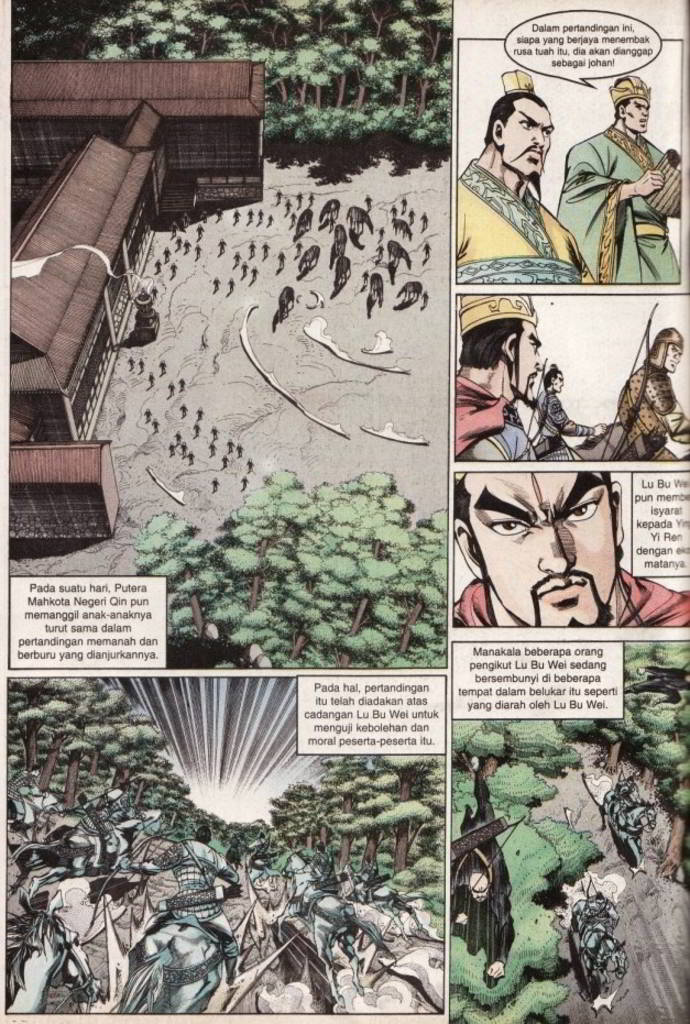 Pada suatu hari, Putera
Mahkota Negeri Qin pun
memanggil anak-anaknya
turut sama dalam
pertandingan memanah dan
berburu yang dianjurkannya.
Pada hal, pertandingan
itu telah diadakan atas
cadangan Lu Bu Wei untuk
menguji kebolehan dan
moral peserta-peserta itu.
Dalam pertandingan ini,
siapa yang berjaya menembak
rusa tuah itu, dia akan dianggap
sebagai johan!
Lu Bu Wei
pun
isyarat
kepada
Yi Ren
dengan
matanya.
Manakala beberapa orang
pengikut Lu Bu Wei sedang
bersembunyi di beberapa
tempat dalam belukar itu seperti
yang diarah oleh Lu Bu Wei.